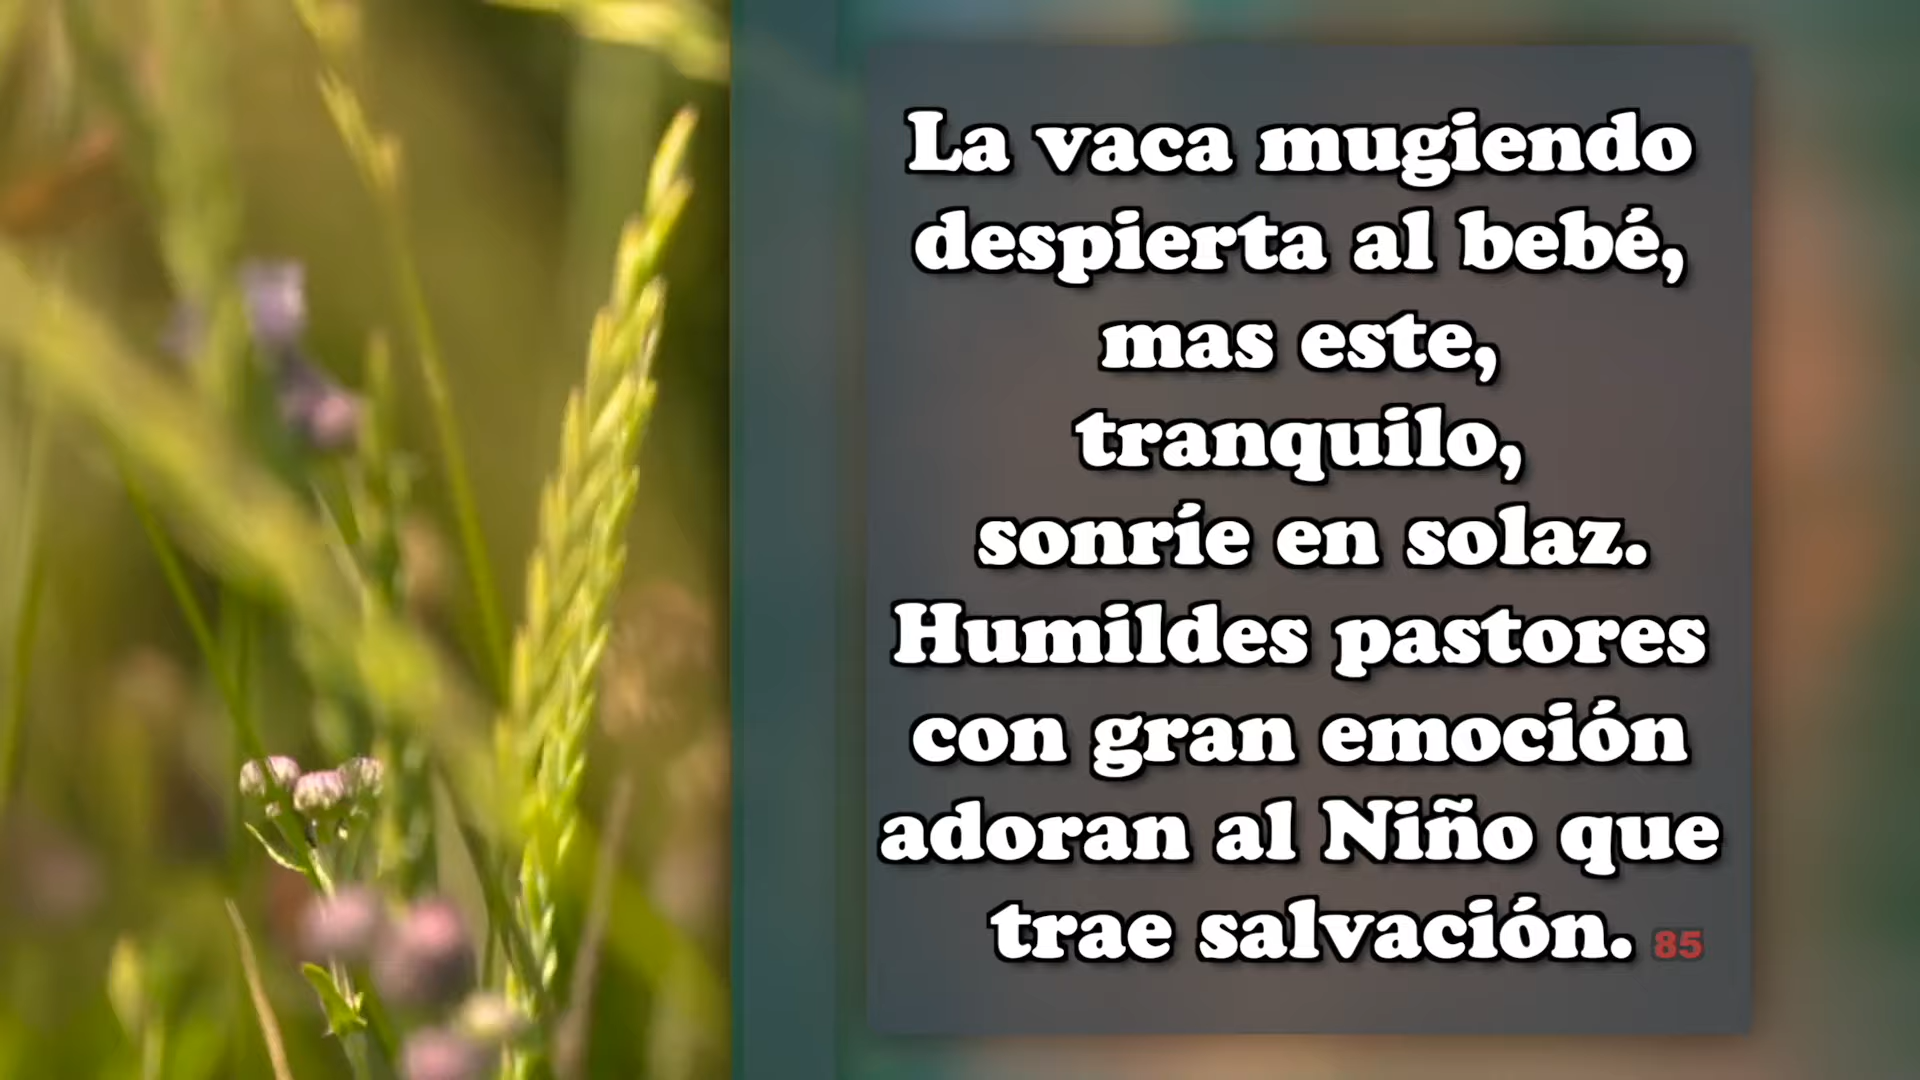 La vaca mugiendo
despierta al bebé,
mas este,
tranquilo,
sonríe en solaz.
Humildes pastores
con gran emoción
adoran al Niño que
trae salvación. 85